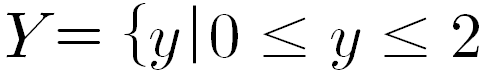 Y= {y|0 ≤ y ≤ 2